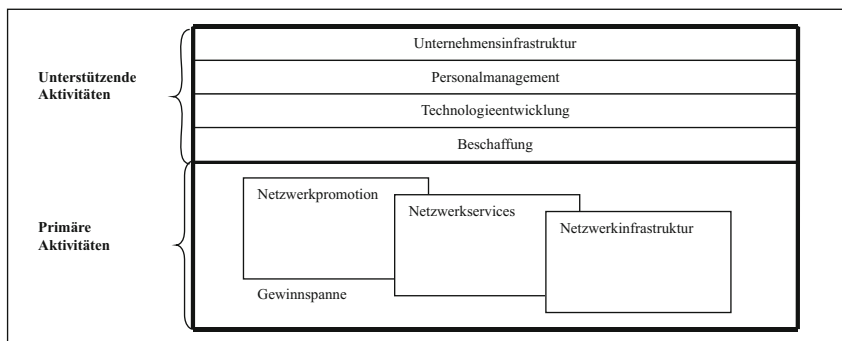 Unterstützende
Aktivitäten
Unternehmensinfrastruktur
Personalmanagement
Technologieentwicklung
Beschaffung
Primäre
Aktivitäten
Netzwerkpromotion
Netzwerkservices
Netzwerkinfrastruktur
Gewinnspanne